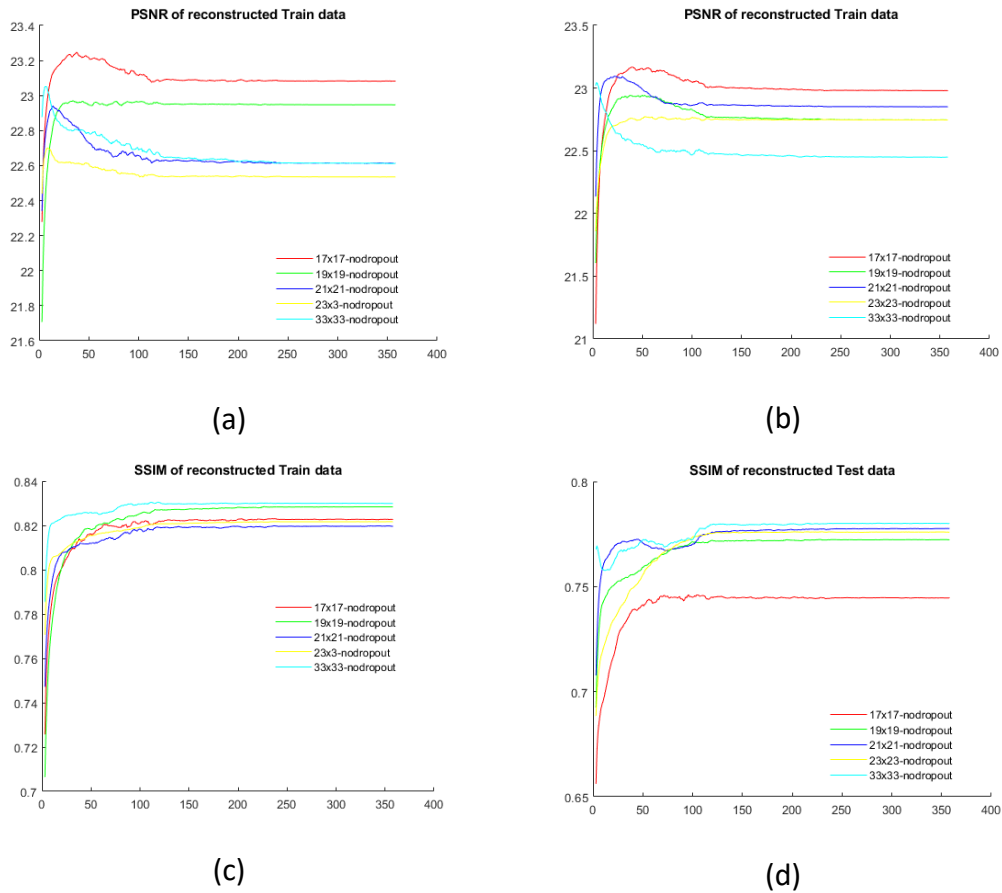 PSNR of reconstructed Train data
23.4
23.2
23
22.8
22.6
22.4
22.2
22
21.8
21.6
0 50 100 150 200 250 300 350 400
17x17-nodropout
19x19-nodropout
21x21-nodropout
23x3-nodropout
33x33-nodropout
(a)
PSNR of reconstructed Train data
23.5
23
22.5
22
21.5
21
0 50 100 150 200 250 300 350 400
17x17-nodropout
19x19-nodropout
21x21-nodropout
23x23-nodropout
33x33-nodropout
(b)
SSIM of reconstructed Train data
0.84
0.82
0.8
0.78
0.76
0.74
0.72
0.7
0 50 100 150 200 250 300 350 400
17x17-nodropout
19x19-nodropout
21x21-nodropout
23x3-nodropout
33x33-nodropout
(c)
SSIM of reconstructed Test data
0.8
0.75
0.7
0.65
0 50 100 150 200 250 300 350 400
17x17-nodropout
19x19-nodropout
21x21-nodropout
23x23-nodropout
33x33-nodropout
(d)